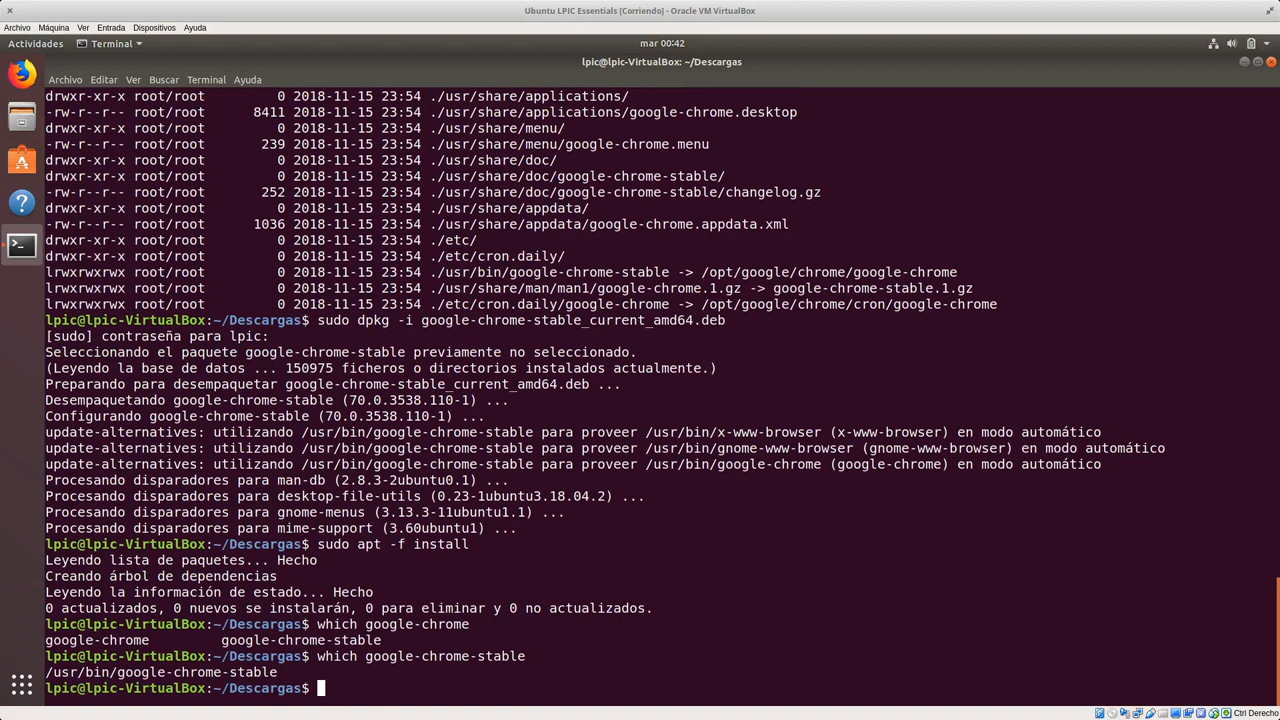 Ubuntu LPIC Essentials [Corriendo] - Oracle VM VirtualBox
Archivo Máquina Ver Entrada Dispositivos Ayuda
Actividades Terminal mar 00:42
lpic@lpic-VirtualBox: ~/Descargas
Archivo Editar Ver Buscar Terminal Ayuda
drwxr-xr-x root/root 0 2018-11-15 23:54 ./usr/share/applications/
-rw-r--r-- root/root 8411 2018-11-15 23:54 ./usr/share/applications/google-chrome.desktop
drwxr-xr-x root/root 0 2018-11-15 23:54 ./usr/share/menu/
-rw-r--r-- root/root 239 2018-11-15 23:54 ./usr/share/menu/google-chrome.menu
drwxr-xr-x root/root 0 2018-11-15 23:54 ./usr/share/doc/
drwxr-xr-x root/root 0 2018-11-15 23:54 ./usr/share/doc/google-chrome-stable/
-rw-r--r-- root/root 252 2018-11-15 23:54 ./usr/share/doc/google-chrome-stable/changelog.gz
drwxr-xr-x root/root 0 2018-11-15 23:54 ./usr/share/appdata/
-rw-r--r-- root/root 1036 2018-11-15 23:54 ./usr/share/appdata/google-chrome.appdata.xml
drwxr-xr-x root/root 0 2018-11-15 23:54 ./etc/
drwxr-xr-x root/root 0 2018-11-15 23:54 ./etc/cron.daily/
lrwxrwxrwx root/root 0 2018-11-15 23:54 ./usr/bin/google-chrome-stable -> /opt/google/chrome/google-chrome
lrwxrwxrwx root/root 0 2018-11-15 23:54 ./usr/share/man/man1/google-chrome.1.gz -> google-chrome-stable.1.gz
lrwxrwxrwx root/root 0 2018-11-15 23:54 ./etc/cron.daily/google-chrome -> /opt/google/chrome/cron/google-chrome
lpic@lpic-VirtualBox:~/Descargas$ sudo dpkg -i google-chrome-stable_current_amd64.deb
[sudo] contraseña para lpic:
Seleccionando el paquete google-chrome-stable previamente no seleccionado.
(Leyendo la base de datos ... 150975 ficheros o directorios instalados actualmente.)
Preparando para desempaquetar google-chrome-stable_current_amd64.deb ...
Desempaquetando google-chrome-stable (70.0.3538.110-1) ...
Configurando google-chrome-stable (70.0.3538.110-1) ...
update-alternatives: utilizando /usr/bin/google-chrome-stable para proveer /usr/bin/x-www-browser (x-www-browser) en modo automático
update-alternatives: utilizando /usr/bin/google-chrome-stable para proveer /usr/bin/gnome-www-browser (gnome-www-browser) en modo automático
update-alternatives: utilizando /usr/bin/google-chrome-stable para proveer /usr/bin/google-chrome (google-chrome) en modo automático
Procesando disparadores para man-db (2.8.3-2ubuntu0.1) ...
Procesando disparadores para desktop-file-utils (0.23-1ubuntu3.18.04.2) ...
Procesando disparadores para gnome-menus (3.13.3-11ubuntu1.1) ...
Procesando disparadores para mime-support (3.60ubuntu1) ...
lpic@lpic-VirtualBox:~/Descargas$ sudo apt -f install
Leyendo lista de paquetes... Hecho
Creando árbol de dependencias
Leyendo la información de estado... Hecho
0 actualizados, 0 nuevos se instalarán, 0 para eliminar y 0 no actualizados.
lpic@lpic-VirtualBox:~/Descargas$ which google-chrome
google-chrome google-chrome-stable
lpic@lpic-VirtualBox:~/Descargas$ which google-chrome-stable
/usr/bin/google-chrome-stable
lpic@lpic-VirtualBox:~/Descargas$
Ctrl Derecho